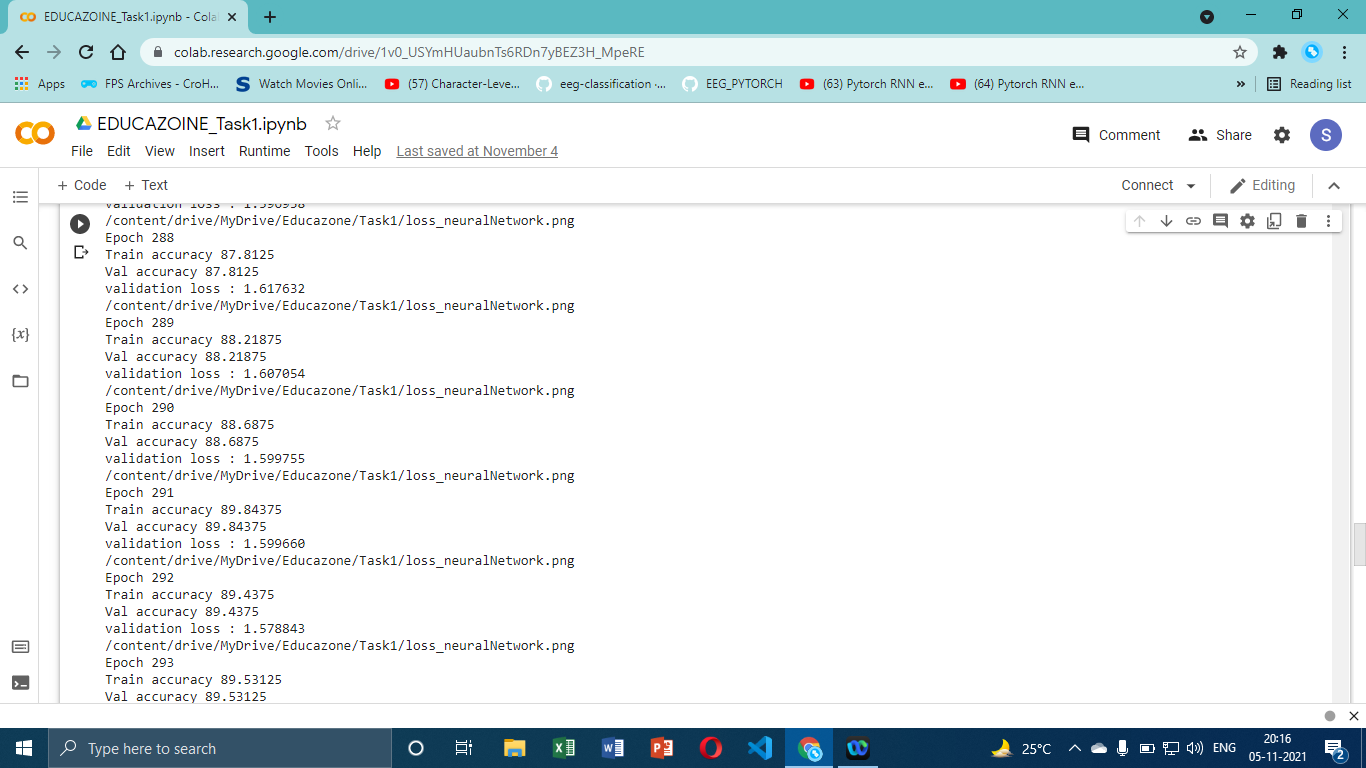 EDUCAZOINE_Task1.ipynb - Cola
colab.research.google.com/drive/1v0_USYmHUaubnTs6RDn7yBEZ3H_MpeRE
Apps FPS Archives - CroH... Watch Movies Onli... (57) Character-Leve... eeg-classification -... EEG_PYTORCH (63) Pytorch RNN e... (64) Pytorch RNN e... » Reading list
EDUCAZOINE_Task1.ipynb
Comment Share S
File Edit View Insert Runtime Tools Help Last saved at November 4
+ Code + Text Connect Editing
validation loss : 1.596958
/content/drive/MyDrive/Educazone/Task1/loss_neuralNetwork.png
Epoch 288
Train accuracy 87.8125
Val accuracy 87.8125
validation loss : 1.617632
/content/drive/MyDrive/Educazone/Task1/loss_neuralNetwork.png
Epoch 289
Train accuracy 88.21875
Val accuracy 88.21875
validation loss : 1.607054
/content/drive/MyDrive/Educazone/Task1/loss_neuralNetwork.png
Epoch 290
Train accuracy 88.6875
Val accuracy 88.6875
validation loss : 1.599755
/content/drive/MyDrive/Educazone/Task1/loss_neuralNetwork.png
Epoch 291
Train accuracy 89.84375
Val accuracy 89.84375
validation loss : 1.599660
/content/drive/MyDrive/Educazone/Task1/loss_neuralNetwork.png
Epoch 292
Train accuracy 89.4375
Val accuracy 89.4375
validation loss : 1.578843
/content/drive/MyDrive/Educazone/Task1/loss_neuralNetwork.png
Epoch 293
Train accuracy 89.53125
Val accuracy 89.53125
Type here to search 25°C ENG 20:16
05-11-2021 2